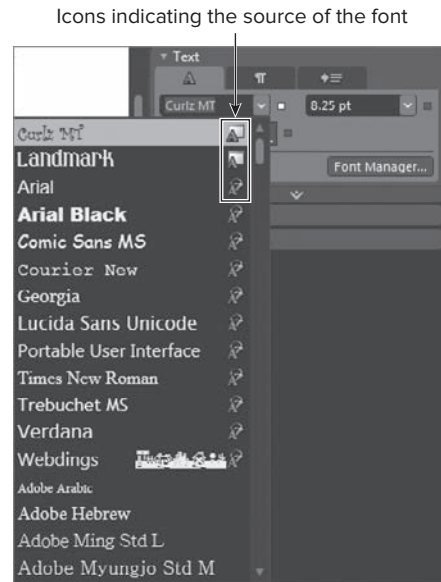 Icons indicating the source of the font
Text
A ¶
Curlz MT 8.25 pt
Curlz MT
Landmark
Font Manager...
Arial
Arial Black
Comic Sans MS
Courier New
Georgia
Lucida Sans Unicode
Portable User Interface
Times New Roman
Trebuchet MS
Verdana
Webdings
Adobe Arabic
Adobe Hebrew
Adobe Ming Std L
Adobe Myungjo Std M